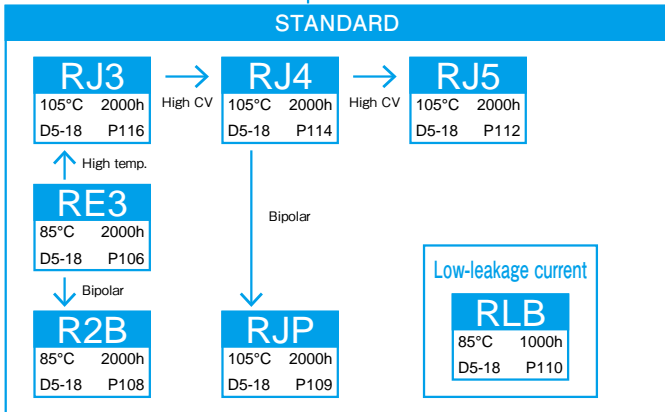 STANDARD
RJ3
105°C 2000h
D5-18 P116
High CV
RJ4
105°C 2000h
D5-18 P114
High CV
RJ5
105°C 2000h
D5-18 P112
High temp.
RE3
85°C 2000h
D5-18 P106
Bipolar
Bipolar
R2B
85°C 2000h
D5-18 P108
RJP
105°C 2000h
D5-18 P109
Low-leakage current
RLB
85°C 1000h
D5-18 P110